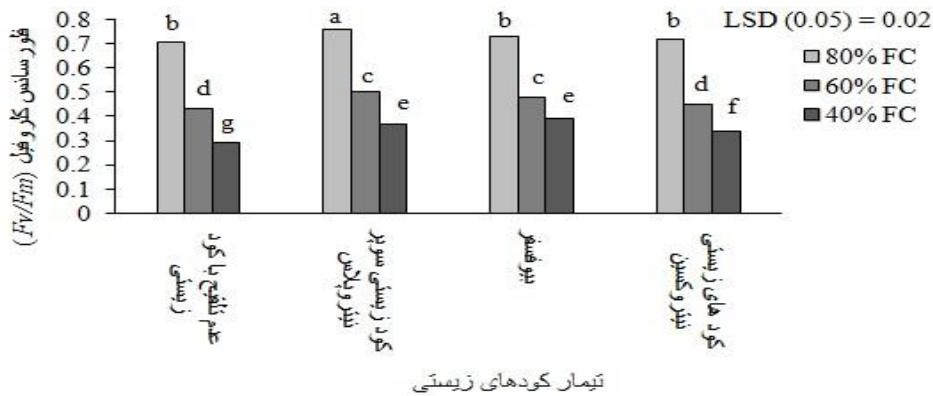 LSD (0.05) = 0.02
80% FC
60% FC
40% FC
فلورسانس کلروفیل (Fv/Fm)
0.8
0.7
0.6
0.5
0.4
0.3
0.2
0.1
0
b
d
g
a
c
e
b
c
e
b
d
f
عدم تلقیح با کود
زیستی
کود زیستی سوپر
نیتروپلاس
بیوفسفر
کود های زیستی
نیتروکسین
تیمار کودهای زیستی